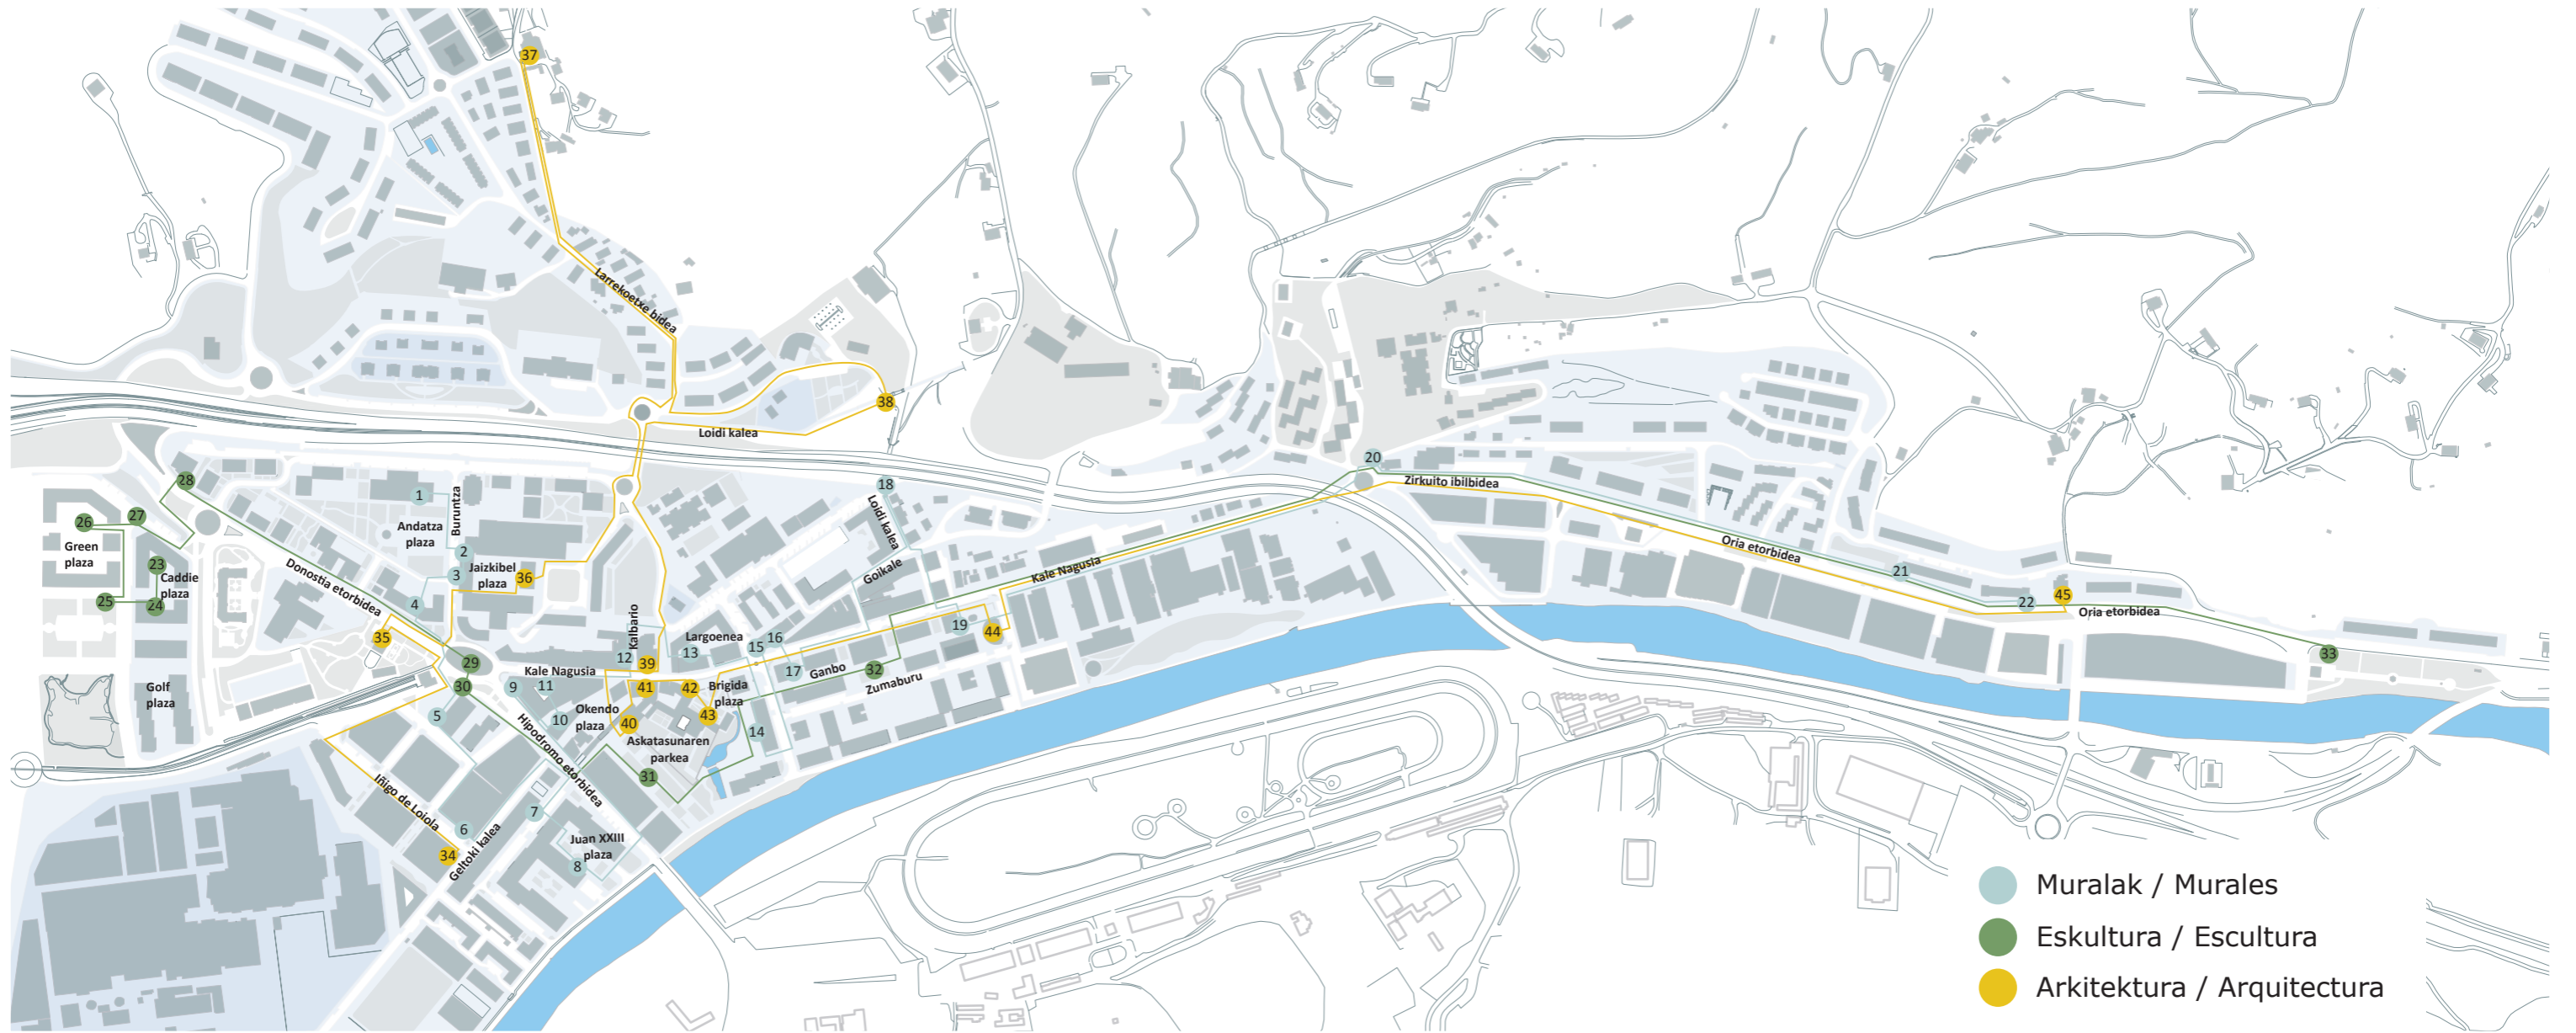 37
Larrekoetxe bidea
38
Loidi kalea
28
26
27
Green
plaza
23
Caddie
plaza
25
24
Golf
plaza
1
Buruntza
Andatza
plaza
2
3
Jaizkibel
plaza
36
4
Donostia etorbidea
35
29
30
5
Kale Nagusia
9
11
10
Hipodromo etorbidea
Iñigo de Loiola
6
34
Geltoki kalea
7
Juan XXIII
plaza
8
Kalbario
12
39
13
Largoenea
41
42
Brigida
plaza
43
Okendo
plaza
40
Askatasunaren
parkea
31
14
15
16
17
Ganbo
32
Zumaburu
18
Loidi kalea
Goikale
19
44
Kale Nagusia
20
Zirkuito ibilbidea
Oria etorbidea
21
22
45
Oria etorbidea
33
Muralak / Murales
Eskultura / Escultura
Arkitektura / Arquitectura